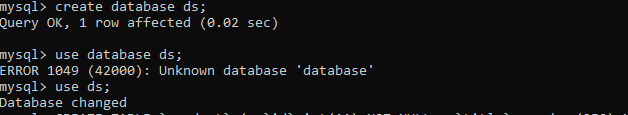 mysql> create database ds;
Query OK, 1 row affected (0.02 sec)
mysql> use database ds;
ERROR 1049 (42000): Unknown database 'database'
mysql> use ds;
Database changed